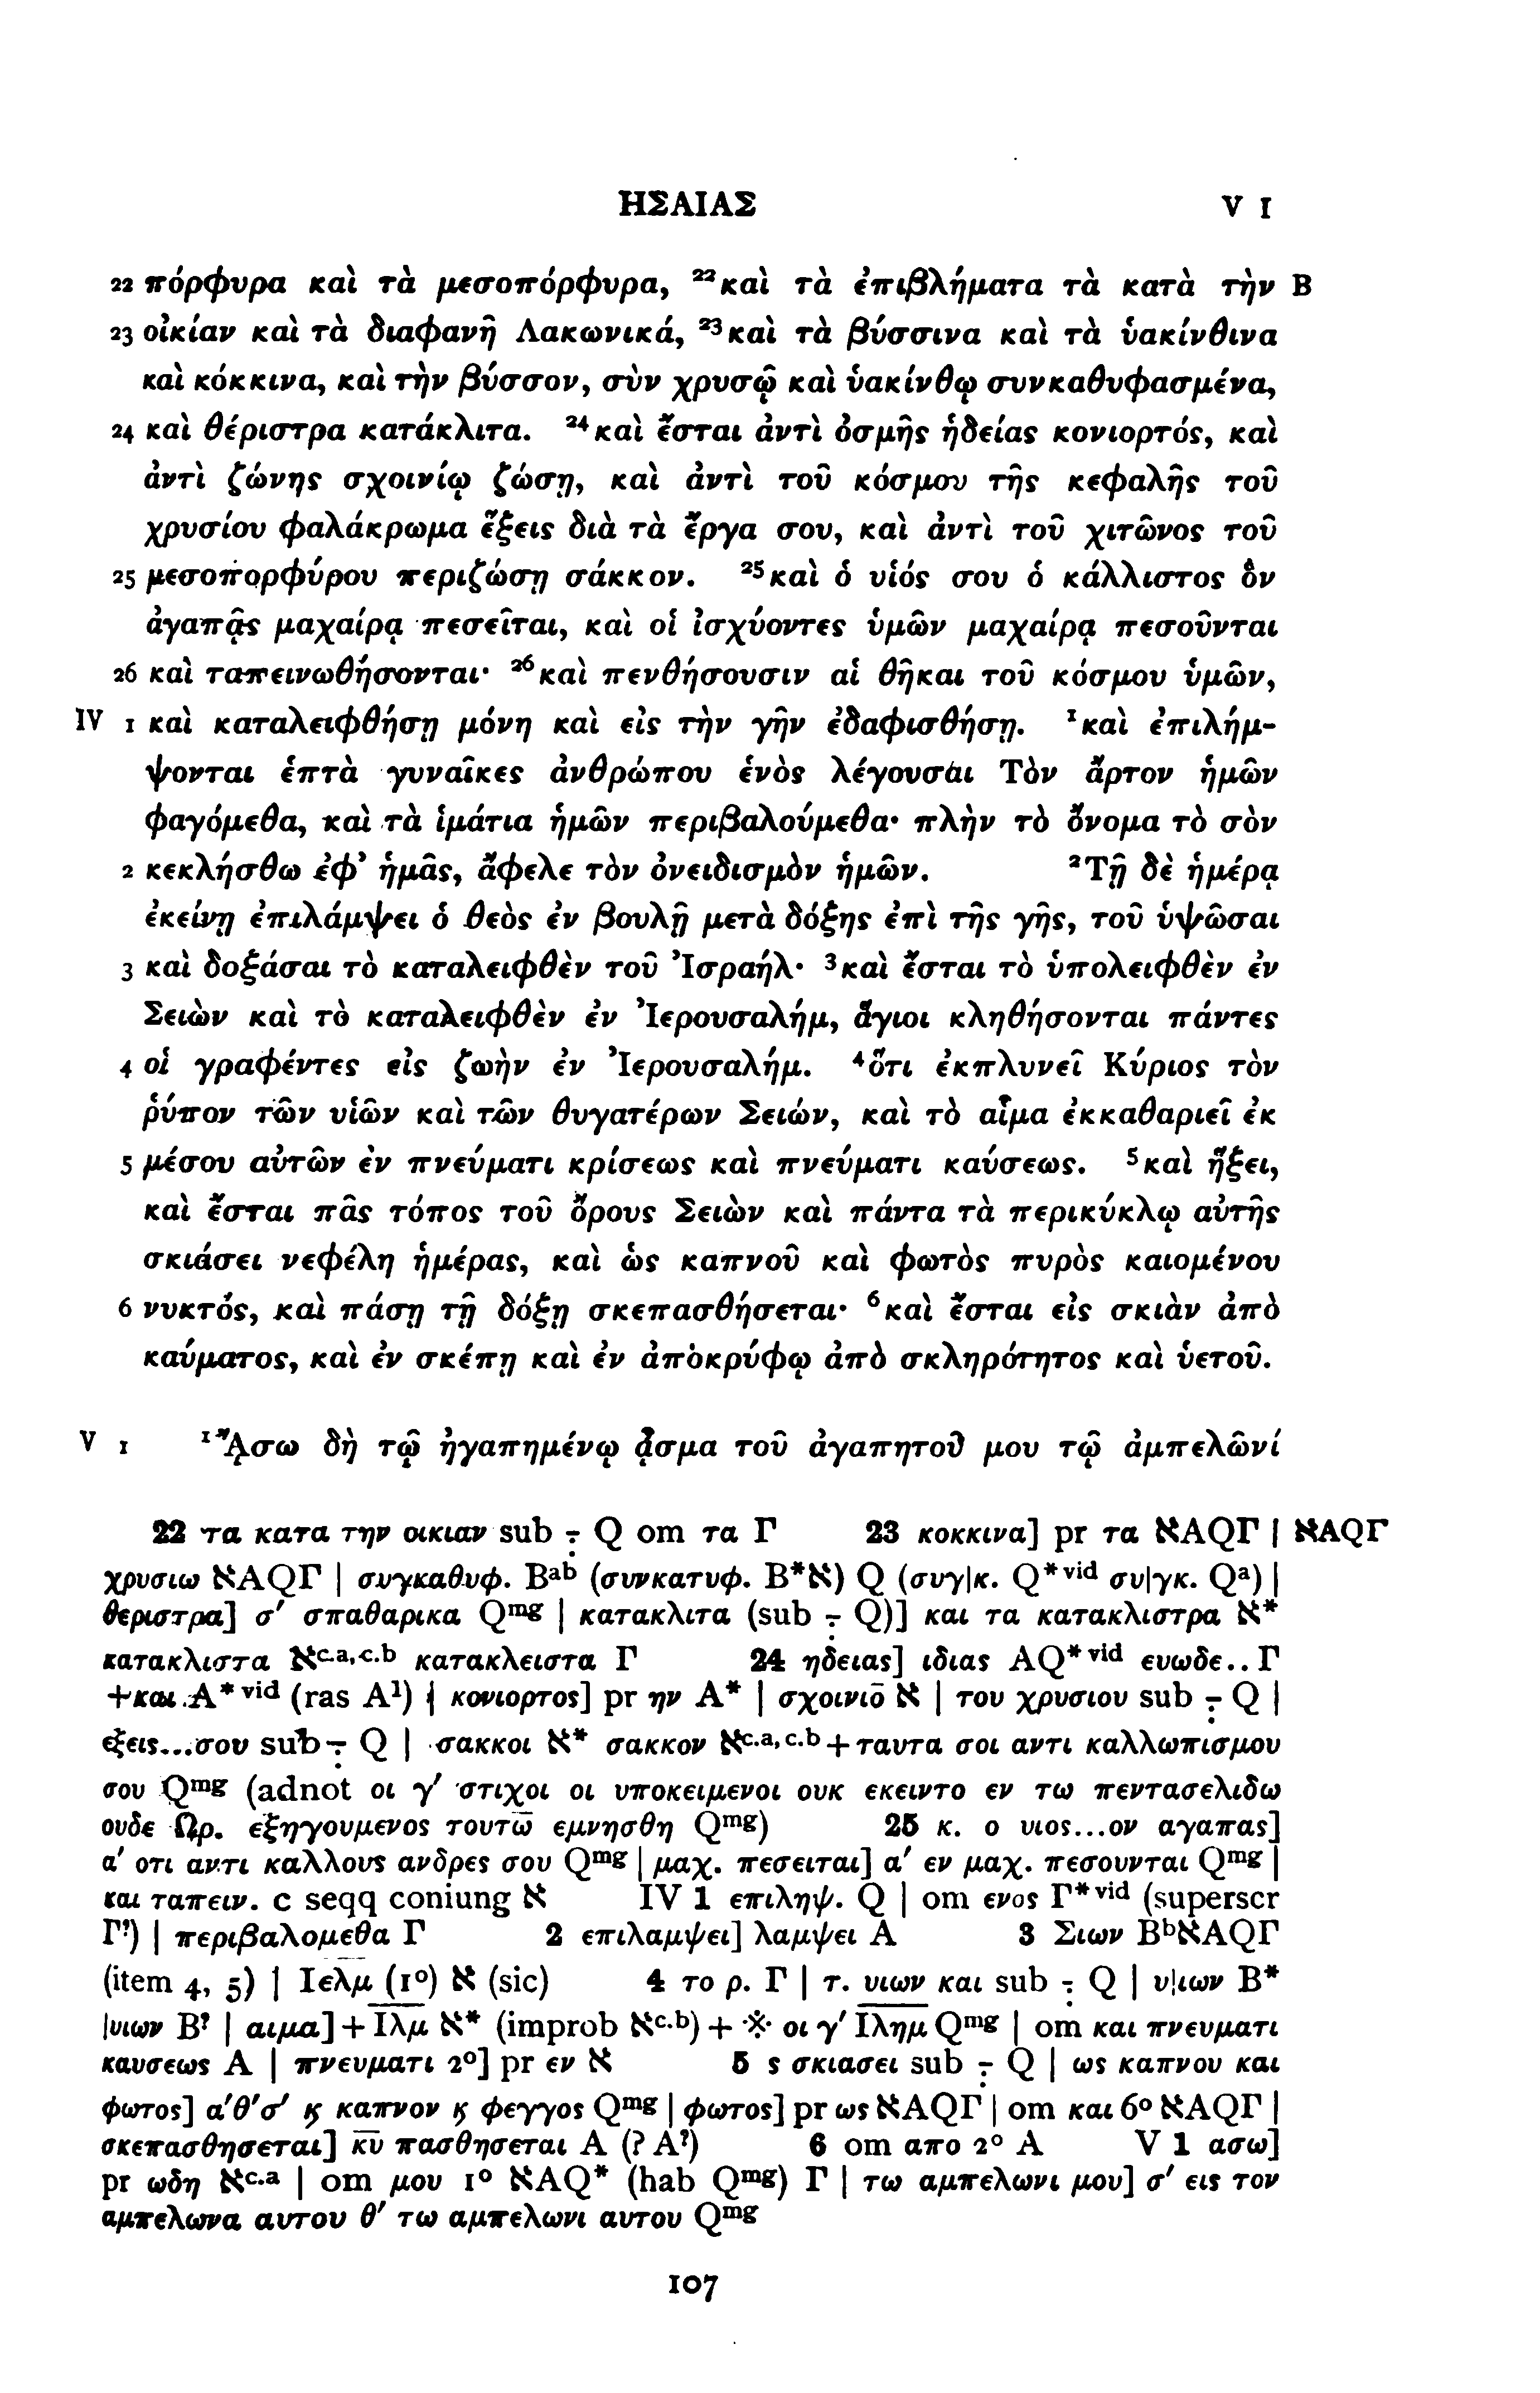 ΗΣΑΙΑΣ V 1
22 πόρφυρα καὶ τὰ μεσοπόρφυρα, ²²καὶ τὰ ἐπιβλήματα τὰ κατὰ τὴν B
23 οἰκίαν καὶ τὰ διαφανῆ Λακωνικά, ²³καὶ τὰ βύσσινα καὶ τὰ ὑακίνθινα
καὶ κόκκινα, καὶ τὴν βύσσον, σὺν χρυσῷ καὶ ὑακίνθῳ συνκαθυφασμένα,
24 καὶ θέριστρα κατάκλιτα. ²⁴καὶ ἔσται ἀντὶ ὀσμῆς ἡδείας κονιορτός, καὶ
ἀντὶ ζώνης σχοινίῳ ζώσῃ, καὶ ἀντὶ τοῦ κόσμου τῆς κεφαλῆς τοῦ
χρυσίου φαλάκρωμα ἕξεις διὰ τὰ ἔργα σου, καὶ ἀντὶ τοῦ χιτῶνος τοῦ
25 μεσοπορφύρου περιζώσῃ σάκκον. ²⁵καὶ ὁ υἱός σου ὁ κάλλιστος ὃν
ἀγαπᾷς μαχαίρᾳ πεσεῖται, καὶ οἱ ἰσχύοντες ὑμῶν μαχαίρᾳ πεσοῦνται
26 καὶ ταπεινωθήσονται· ²⁶καὶ πενθήσουσιν αἱ θῆκαι τοῦ κόσμου ὑμῶν,
IV 1 καὶ καταλειφθήσῃ μόνη καὶ εἰς τὴν γῆν ἐδαφισθήσῃ. ¹καὶ ἐπιλήμ-
ψονται ἑπτὰ γυναῖκες ἀνθρώπου ἑνὸς λέγουσαι Τὸν ἄρτον ἡμῶν
φαγόμεθα, καὶ τὰ ἱμάτια ἡμῶν περιβαλούμεθα· πλὴν τὸ ὄνομα τὸ σὸν
2 κεκλήσθω ἐφ’ ἡμᾶς, ἄφελε τὸν ὀνειδισμὸν ἡμῶν. ²Τῇ δὲ ἡμέρᾳ
ἐκείνῃ ἐπιλάμψει ὁ θεὸς ἐν βουλῇ μετὰ δόξης ἐπὶ τῆς γῆς, τοῦ ὑψῶσαι
3 καὶ δοξάσαι τὸ καταλειφθὲν τοῦ Ἰσραήλ· ³καὶ ἔσται τὸ ὑπολειφθὲν ἐν
Σειὼν καὶ τὸ καταλειφθὲν ἐν Ἰερουσαλήμ, ἅγιοι κληθήσονται πάντες
4 οἱ γραφέντες εἰς ζωὴν ἐν Ἰερουσαλήμ. ⁴ὅτι ἐκπλυνεῖ Κύριος τὸν
ῥύπον τῶν υἱῶν καὶ τῶν θυγατέρων Σειών, καὶ τὸ αἷμα ἐκκαθαριεῖ ἐκ
5 μέσου αὐτῶν ἐν πνεύματι κρίσεως καὶ πνεύματι καύσεως. ⁵καὶ ἥξει,
καὶ ἔσται πᾶς τόπος τοῦ ὄρους Σειὼν καὶ πάντα τὰ περικύκλῳ αὐτῆς
σκιάσει νεφέλη ἡμέρας, καὶ ὡς καπνοῦ καὶ φωτὸς πυρὸς καιομένου
6 νυκτός, καὶ πάσῃ τῇ δόξῃ σκεπασθήσεται· ⁶καὶ ἔσται εἰς σκιὰν ἀπὸ
καύματος, καὶ ἐν σκέπῃ καὶ ἐν ἀποκρύφῳ ἀπὸ σκληρότητος καὶ ὑετοῦ.
V 1 ¹ᾌσω δὴ τῷ ἠγαπημένῳ ᾆσμα τοῦ ἀγαπητοῦ μου τῷ ἀμπελῶνί
22 τα κατα την οικιαν sub ÷ Q om τα Γ 23 κοκκινα] pr τα ℵAQΓ | ℵAQΓ
χρυσιω ℵAQΓ | συγκαθυφ. Bᵃᵇ (συνκατυφ. B*ℵ) Q (συγ|κ. Q*ᵛⁱᵈ συ|γκ. Qᵃ) |
θεριστρα] σ′ σπαθαρικα Qᵐᵍ | κατακλιτα (sub ÷ Q)] και τα κατακλιστρα ℵ*
κατακλιστα ℵᶜ·ᵃ,ᶜ·ᵇ κατακλειστα Γ 24 ηδειας] ιδιας AQ*ᵛⁱᵈ ευωδε.. Γ
+και A*ᵛⁱᵈ (ras A¹) | κονιορτος] pr ην A* | σχοινιο̄ ℵ | του χρυσιου sub ÷ Q |
εξεις...σου sub ÷ Q | σακκοι ℵ* σακκον ℵᶜ·ᵃ,ᶜ·ᵇ + ταυτα σοι αντι καλλωπισμου
σου Qᵐᵍ (adnot οι γ′ στιχοι οι υποκειμενοι ουκ εκειντο εν τω πεντασελιδω
ουδε Ωρ. εξηγουμενος τουτω̄ εμνησθη Qᵐᵍ) 25 κ. ο υιος...ον αγαπας]
α′ οτι αντι καλλους ανδρες σου Qᵐᵍ | μαχ. πεσειται] α′ εν μαχ. πεσουνται Qᵐᵍ |
και ταπειν. c seqq coniung ℵ IV 1 επιληψ. Q | om ενος Γ*ᵛⁱᵈ (superscr
Γ?) | περιβαλομεθα Γ 2 επιλαμψει] λαμψει A 3 Σιων BᵇℵAQΓ
(item 4, 5) | Ιελμ (1°) ℵ (sic) 4 το ρ. Γ | τ. υιων και sub ÷ Q | υ|ιων B*
|υιων B? | αιμα] + Ιλμ ℵ* (improb ℵᶜ·ᵇ) + ※ οι γ′ Ιλημ Qᵐᵍ | om και πνευματι
καυσεως A | πνευματι 2°] pr εν ℵ 5 s σκιασει sub ÷ Q | ως καπνου και
φωτος] α′θ′σ′ ϗ καπνον ϗ φεγγος Qᵐᵍ | φωτος] pr ως ℵAQΓ | om και 6° ℵAQΓ |
σκεπασθησεται] κ̄ῡ πασθησεται A (? A?) 6 om απο 2° A V 1 ασω]
pr ωδη ℵᶜ·ᵃ | om μου 1° ℵAQ* (hab Qᵐᵍ) Γ | τω αμπελωνι μου] σ′ εις τον
αμπελωνα αυτου θ′ τω αμπελωνι αυτου Qᵐᵍ
107